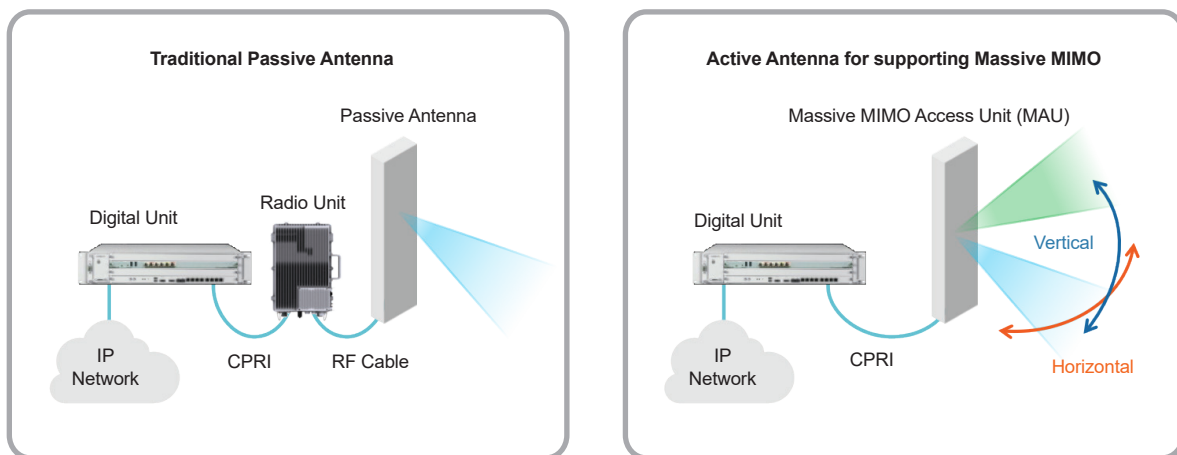 Traditional Passive Antenna
Passive Antenna
Radio Unit
Digital Unit
IP
Network
CPRI
RF Cable
Active Antenna for supporting Massive MIMO
Massive MIMO Access Unit (MAU)
Digital Unit
Vertical
IP
Network
CPRI
Horizontal